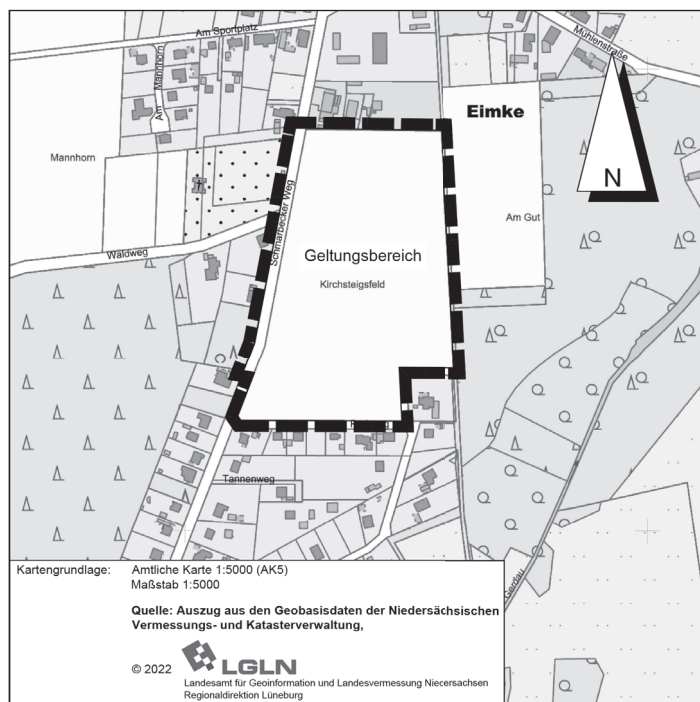 Am Sportplatz
Mühlenstraße
Am Mannhorn
Eimke
Mannhorn
N
Schmarbecker Weg
Am Gut
Waldweg
Geltungsbereich
Kirchsteigsfeld
Tannenweg
Gerdau
Kartengrundlage: Amtliche Karte 1:5000 (AK5)
Maßstab 1:5000
Quelle: Auszug aus den Geobasisdaten der Niedersächsischen
Vermessungs- und Katasterverwaltung,
© 2022 LGLN
Landesamt für Geoinformation und Landesvermessung Niecersachsen
Regionaldirektion Lüneburg